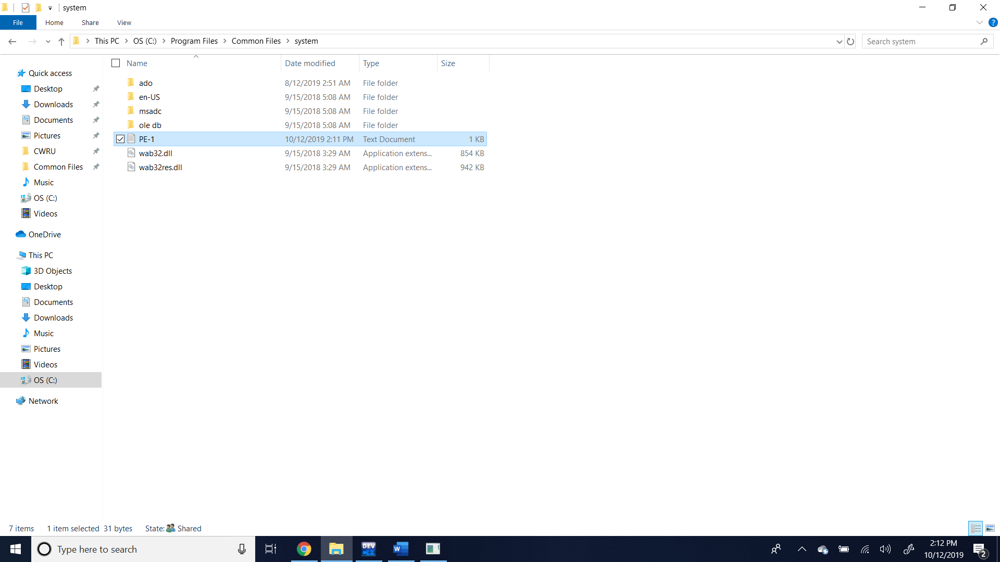 system
File Home Share View
This PC OS (C:) Program Files Common Files system
Search system
Name Date modified Type Size
Quick access
Desktop
Downloads
Documents
Pictures
CWRU
Common Files
Music
OS (C:)
Videos
OneDrive
This PC
3D Objects
Desktop
Documents
Downloads
Music
Pictures
Videos
OS (C:)
Network
ado 8/12/2019 2:51 AM File folder
en-US 9/15/2018 5:08 AM File folder
msadc 9/15/2018 5:08 AM File folder
ole db 9/15/2018 5:08 AM File folder
PE-1 10/12/2019 2:11 PM Text Document 1 KB
wab32.dll 9/15/2018 3:29 AM Application extens... 854 KB
wab32res.dll 9/15/2018 3:29 AM Application extens... 942 KB
7 items 1 item selected 31 bytes State: Shared
Type here to search
DEV
C++
W
2:12 PM
10/12/2019
2